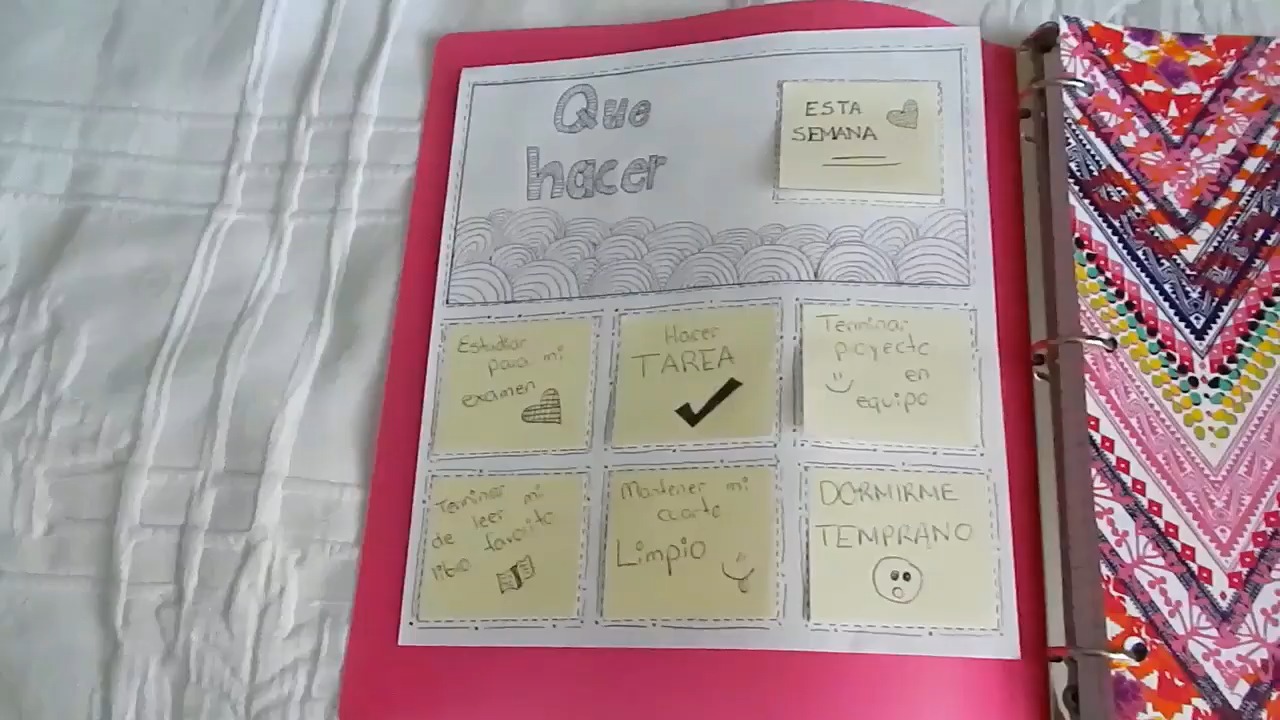 Que
hacer
ESTA
SEMANA
Estudiar
para mi
examen
Hacer
TAREA
Terminar
proyecto
en
equipo
Terminar mi
leer
de favorito
libro
Mantener mi
cuarto
Limpio
DORMIRME
TEMPRANO